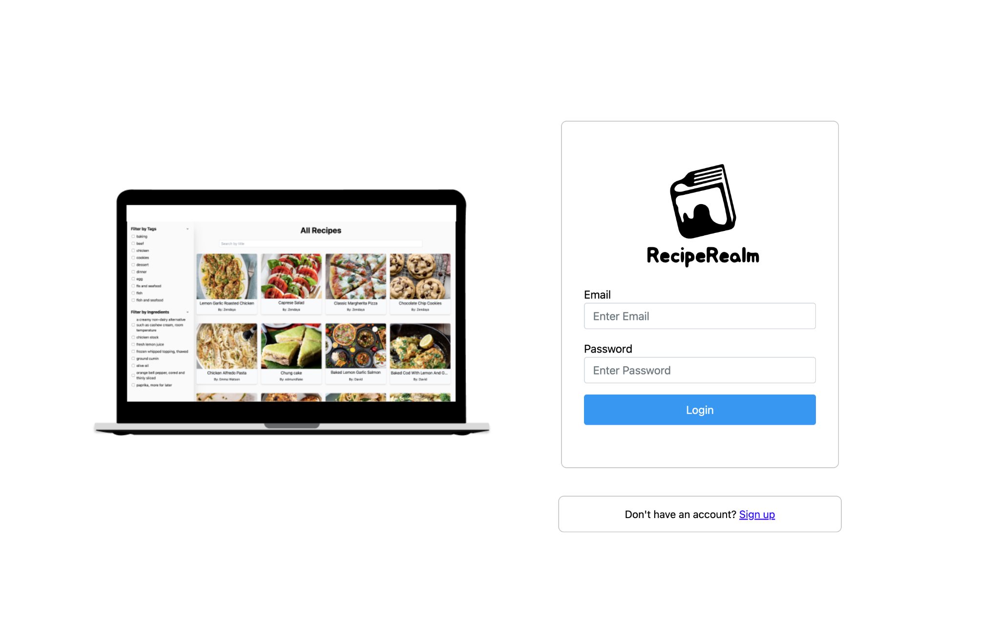 Filter by Tags
baking
beef
chicken
cookies
dessert
dinner
egg
fis and seafood
fish
fish and seafood
Filter by Ingredients
a creamy non-dairy alternative
such as cashew cream, room
temperature
chicken stock
fresh lemon juice
frozen whipped topping, thawed
ground cumin
olive oil
orange bell pepper, cored and
thinly sliced
paprika, more for later
All Recipes
Search by title
Lemon Garlic Roasted Chicken
By: Zendaya
Caprese Salad
By: Zendaya
Classic Margherita Pizza
By: Zendaya
Chocolate Chip Cookies
By: Zendaya
Chicken Alfredo Pasta
By: Emma Watson
Chung cake
By: edmundfake
Baked Lemon Garlic Salmon
By: David
Baked Cod With Lemon And G...
By: David
RecipeRealm
Email
Enter Email
Password
Enter Password
Login
Don't have an account? Sign up